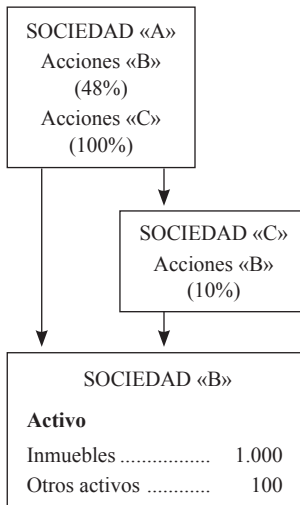 SOCIEDAD «A»
Acciones «B»
(48%)
Acciones «C»
(100%)
SOCIEDAD «C»
Acciones «B»
(10%)
SOCIEDAD «B»
Activo
Inmuebles ................. 1.000
Otros activos ............ 100